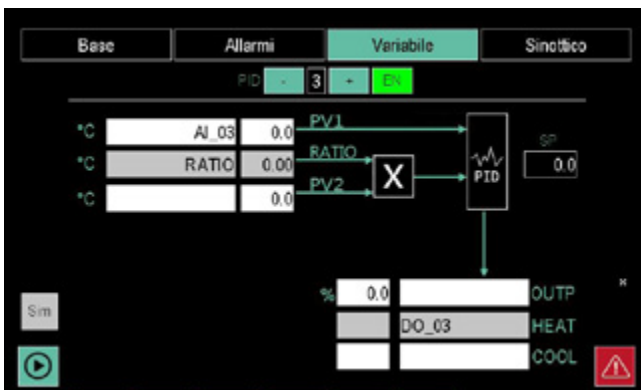 Base Allarmi Variabile Sinottico
PID - 3 + EN
°C AI_03 0.0 PV1
SP
°C RATIO 0.00 RATIO X PID 0.0
°C 0.0 PV2
% 0.0 OUTP
Sim DO_03 HEAT
COOL